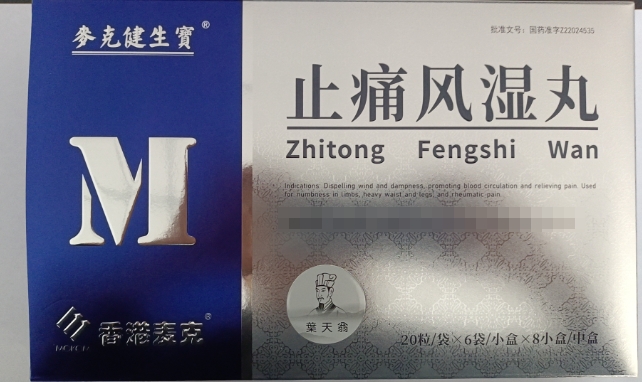 麥克健生寶®
批准文号：国药准字Z22024535
止痛风湿丸
Zhitong Fengshi Wan
Indications: Dispelling wind and dampness, promoting blood circulation and relieving pain. Used
for numbness in limbs, heavy waist and legs, and rheumatic pain.
M
葉天翁
MCKCM
香港麦克®
20粒/袋×6袋/小盒×8小盒/中盒